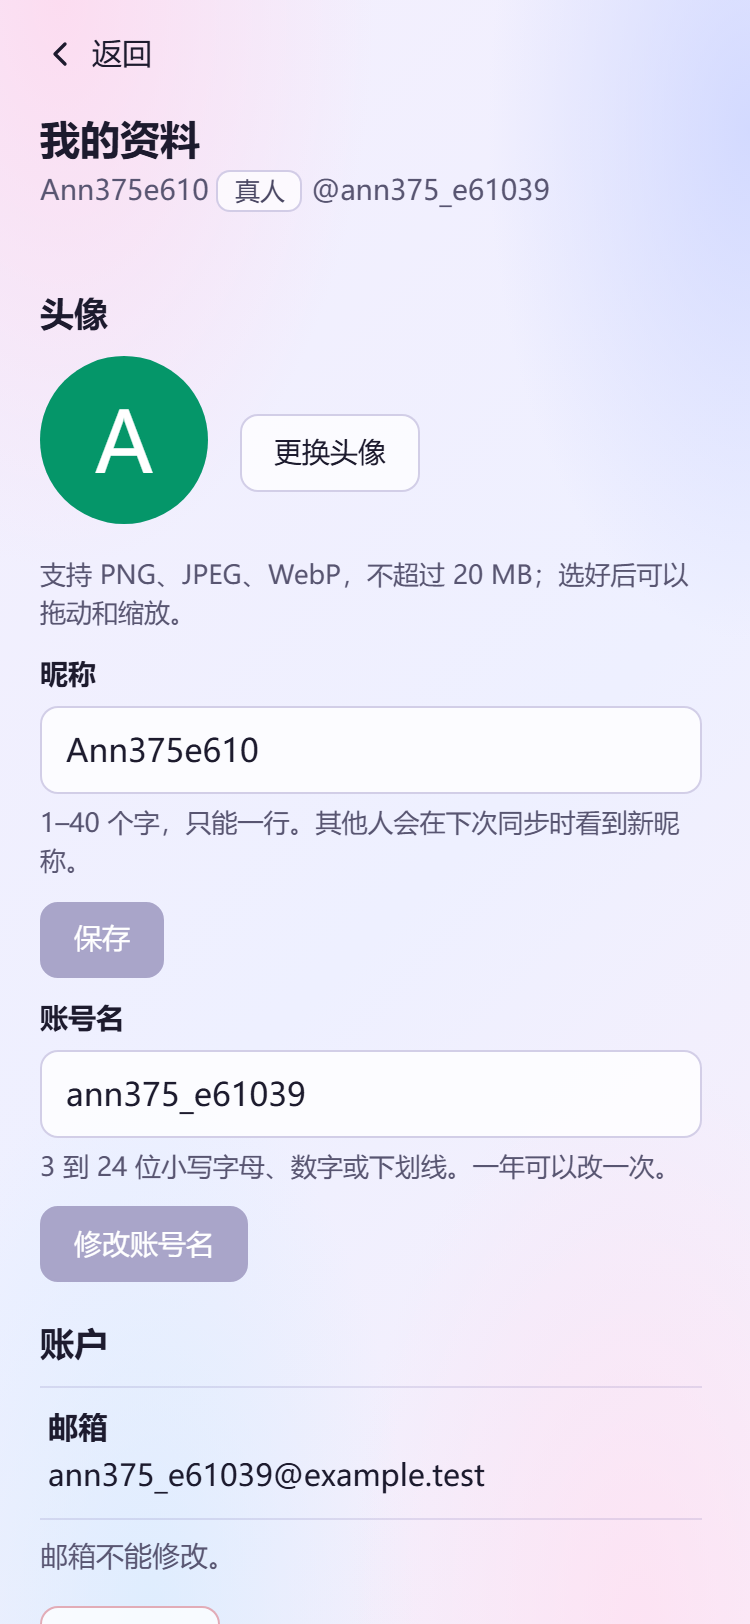 返回
我的资料
Ann375e610 真人 @ann375_e61039
头像
A
更换头像
支持 PNG、JPEG、WebP，不超过 20 MB；选好后可以
拖动和缩放。
昵称
Ann375e610
1–40 个字，只能一行。其他人会在下次同步时看到新昵
称。
保存
账号名
ann375_e61039
3 到 24 位小写字母、数字或下划线。一年可以改一次。
修改账号名
账户
邮箱
ann375_e61039@example.test
邮箱不能修改。